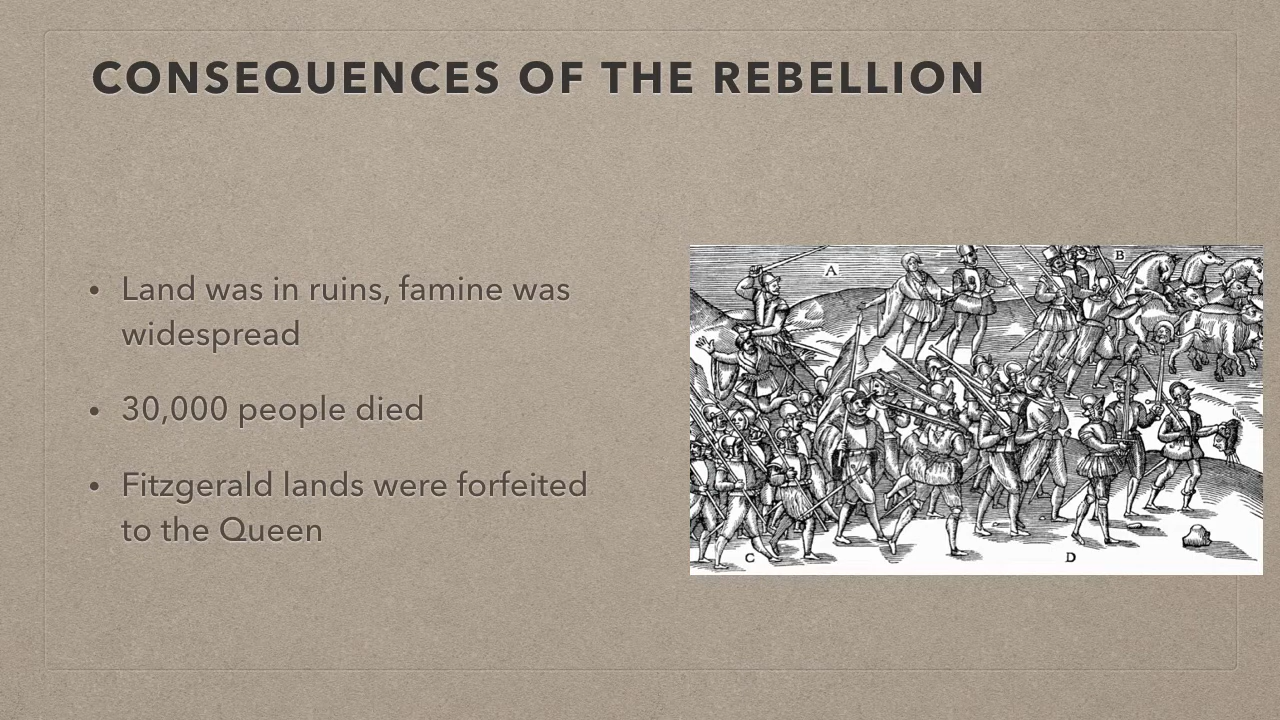 CONSEQUENCES OF THE REBELLION
• Land was in ruins, famine was
widespread
• 30,000 people died
• Fitzgerald lands were forfeited
to the Queen
A
B
C
D